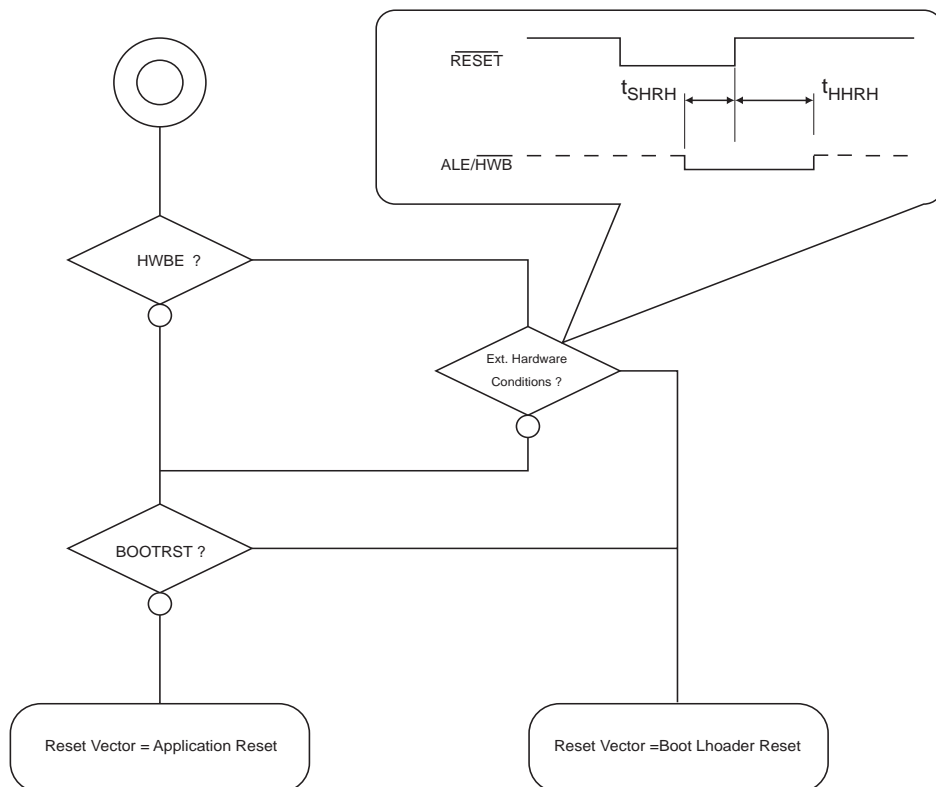 RESET
tSHRH
tHHRH
ALE/HWB
HWBE ?
Ext. Hardware
Conditions ?
BOOTRST ?
Reset Vector = Application Reset
Reset Vector =Boot Lhoader Reset